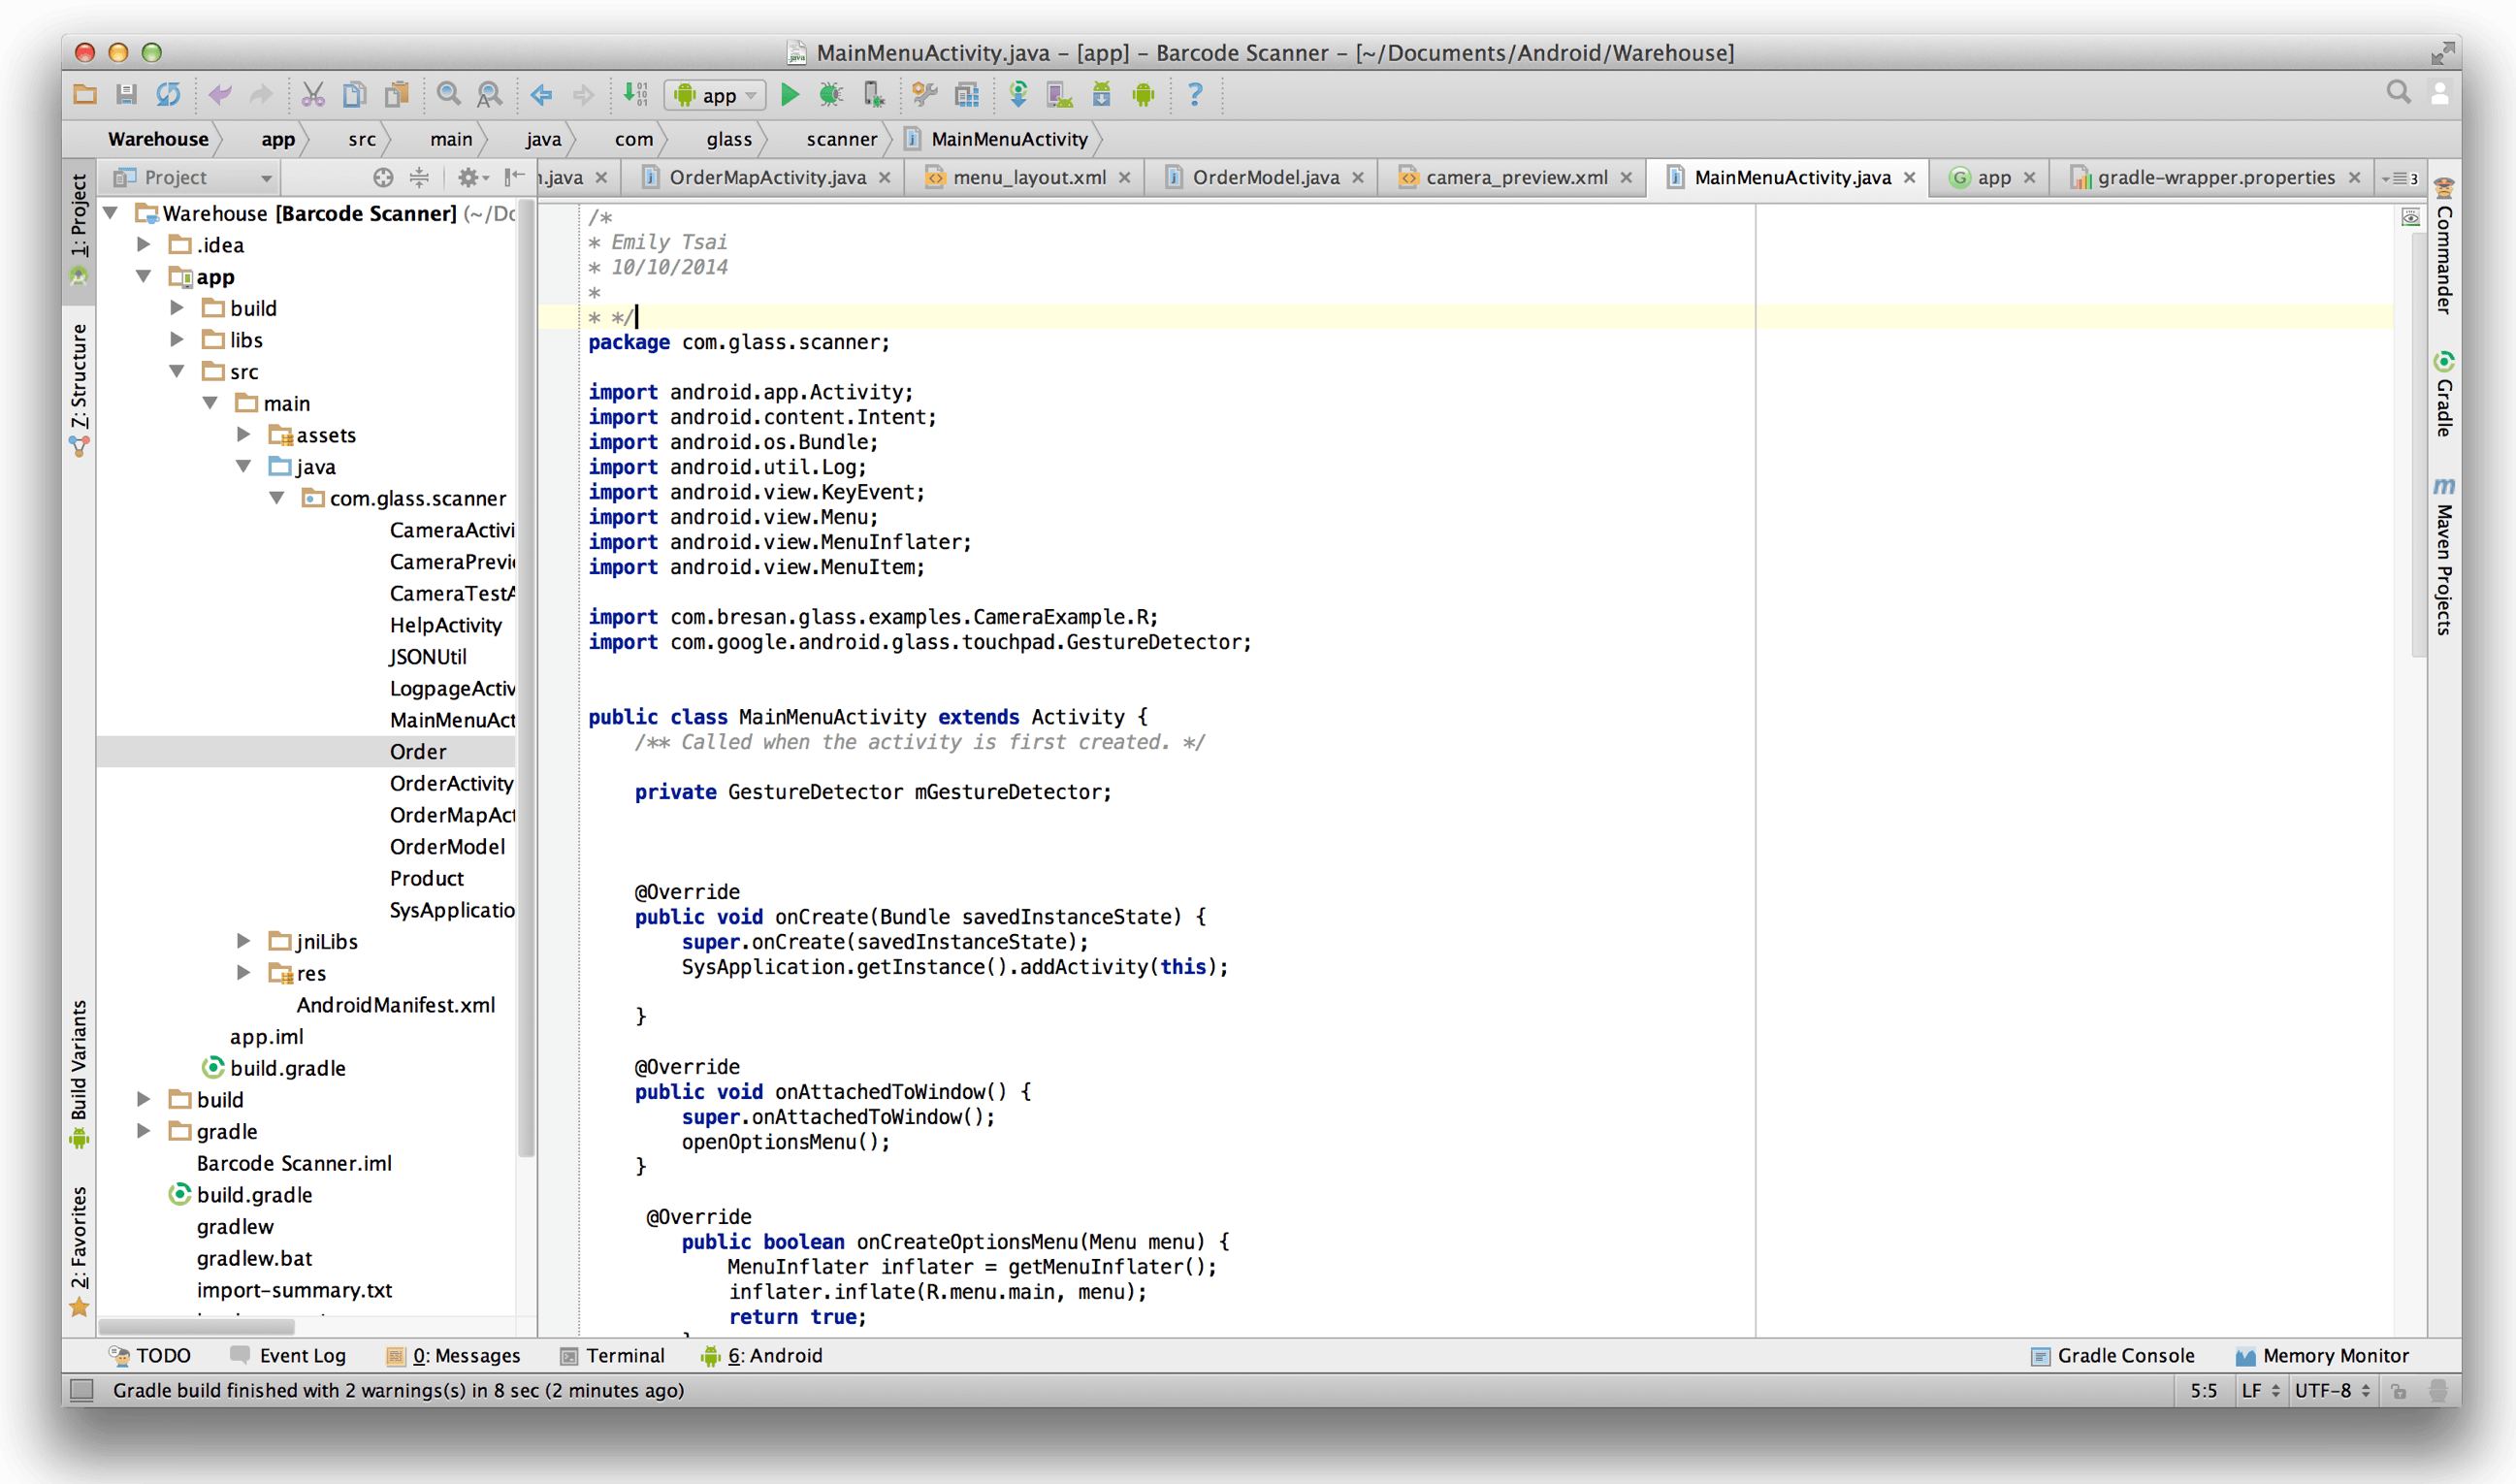 MainMenuActivity.java – [app] – Barcode Scanner – [~/Documents/Android/Warehouse]
app
Warehouse app src main java com glass scanner MainMenuActivity
Project
.java OrderMapActivity.java menu_layout.xml OrderModel.java camera_preview.xml MainMenuActivity.java app gradle-wrapper.properties 3
1: Project
Z: Structure
Build Variants
2: Favorites
Warehouse [Barcode Scanner] (~/Do
.idea
app
build
libs
src
main
assets
java
com.glass.scanner
CameraActivi
CameraPrevi
CameraTestA
HelpActivity
JSONUtil
LogpageActiv
MainMenuAct
Order
OrderActivity
OrderMapAct
OrderModel
Product
SysApplicatio
jniLibs
res
AndroidManifest.xml
app.iml
build.gradle
build
gradle
Barcode Scanner.iml
build.gradle
gradlew
gradlew.bat
import-summary.txt
/*
* Emily Tsai
* 10/10/2014
*
* */
package com.glass.scanner;
import android.app.Activity;
import android.content.Intent;
import android.os.Bundle;
import android.util.Log;
import android.view.KeyEvent;
import android.view.Menu;
import android.view.MenuInflater;
import android.view.MenuItem;
import com.bresan.glass.examples.CameraExample.R;
import com.google.android.glass.touchpad.GestureDetector;
public class MainMenuActivity extends Activity {
/** Called when the activity is first created. */
private GestureDetector mGestureDetector;
@Override
public void onCreate(Bundle savedInstanceState) {
super.onCreate(savedInstanceState);
SysApplication.getInstance().addActivity(this);
}
@Override
public void onAttachedToWindow() {
super.onAttachedToWindow();
openOptionsMenu();
}
@Override
public boolean onCreateOptionsMenu(Menu menu) {
MenuInflater inflater = getMenuInflater();
inflater.inflate(R.menu.main, menu);
return true;
Commander
Gradle
Maven Projects
TODO Event Log 0: Messages Terminal 6: Android Gradle Console Memory Monitor
Gradle build finished with 2 warnings(s) in 8 sec (2 minutes ago) 5:5 LF UTF-8